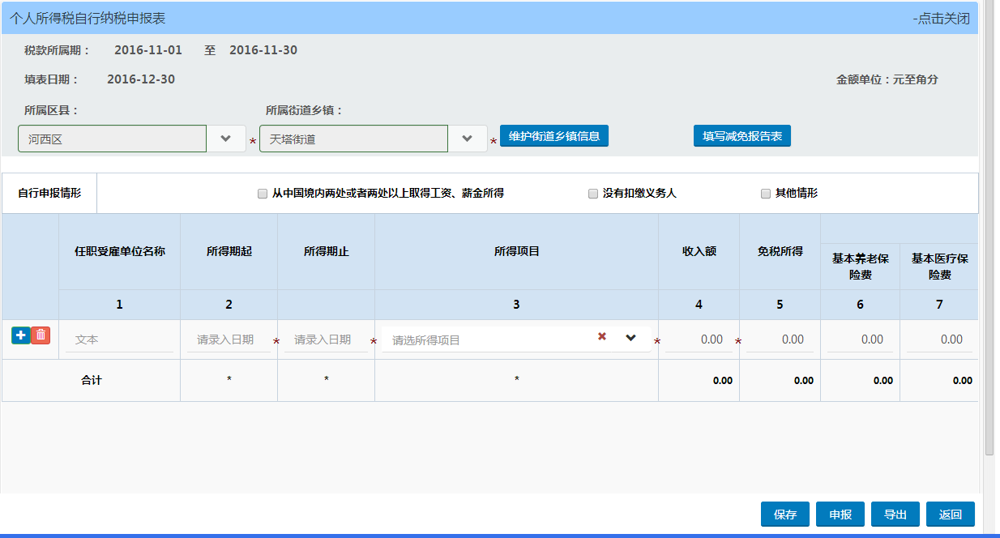 个人所得税自行纳税申报表 -点击关闭
税款所属期： 2016-11-01 至 2016-11-30
填表日期： 2016-12-30 金额单位：元至角分
所属区县： 所属街道乡镇：
河西区 * 天塔街道 * 维护街道乡镇信息 填写减免报告表
自行申报情形 从中国境内两处或者两处以上取得工资、薪金所得 没有扣缴义务人 其他情形
任职受雇单位名称 所得期起 所得期止 所得项目 收入额 免税所得 基本养老保险费 基本医疗保险费
1 2 3 4 5 6 7
文本 请录入日期 * 请录入日期 * 请选所得项目 * 0.00 * 0.00 0.00 0.00
合计 * * * 0.00 0.00 0.00 0.00
保存 申报 导出 返回